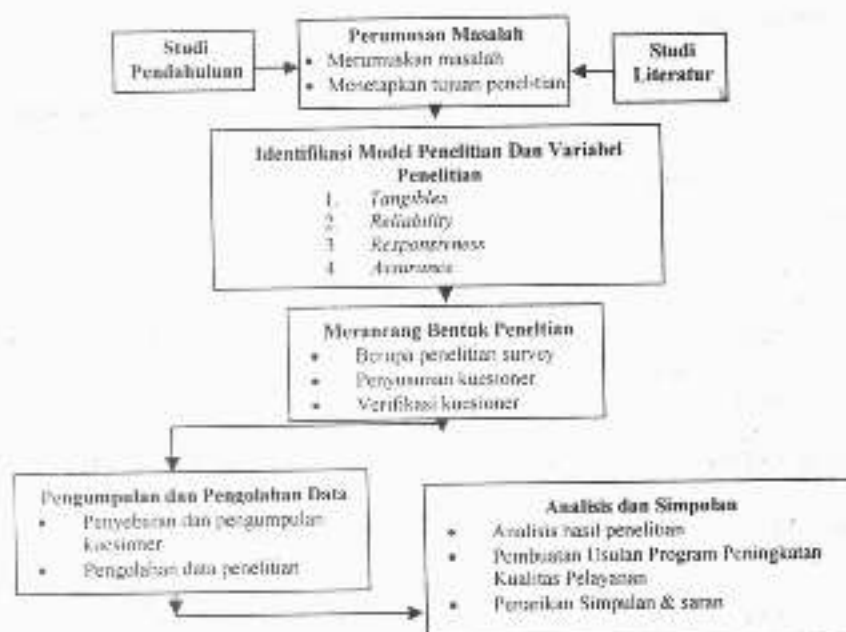 Studi
Pendahuluan
Perumusan Masalah
• Merumuskan masalah
• Menetapkan tujuan penelitian
Studi
Literatur
Identifikasi Model Penelitian Dan Variabel
Penelitian
1. Tangibles
2. Reliability
3. Responsiveness
4. Assurance
Merancang Bentuk Peneltian
• Berupa penelitian survey
• Penyusunan kuesioner
• Verifikasi kuesioner
Pengumpulan dan Pengolahan Data
• Penyebaran dan pengumpulan
kuesioner
• Pengolahan data penelitian
Analisis dan Simpulan
• Analisis hasil penelitian
• Pembuatan Usulan Program Peningkatan
Kualitas Pelayanan
• Penarikan Simpulan & saran